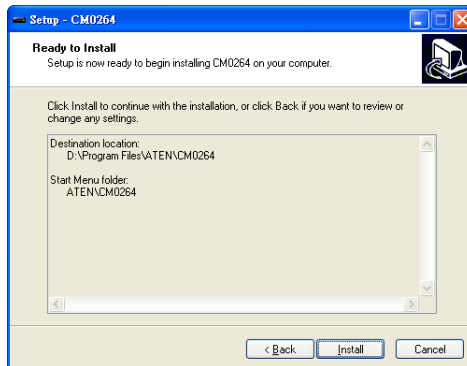 Setup - CM0264
Ready to Install
Setup is now ready to begin installing CM0264 on your computer.
Click Install to continue with the installation, or click Back if you want to review or
change any settings.
Destination location:
D:\Program Files\ATEN\CM0264
Start Menu folder:
ATEN\CM0264
< Back
Install
Cancel